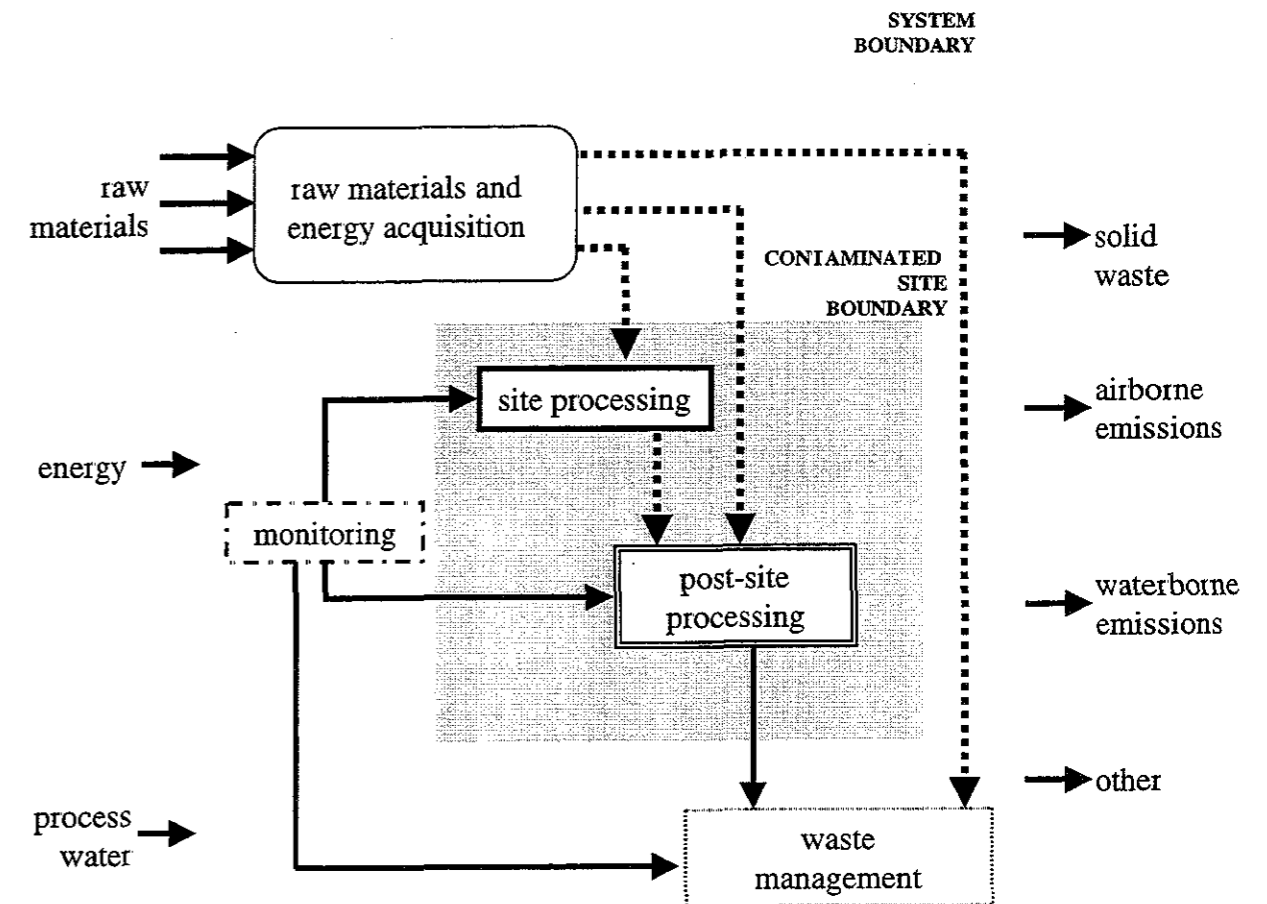 SYSTEM
BOUNDARY
raw
materials
raw materials and
energy acquisition
CONTAMINATED
SITE
BOUNDARY
solid
waste
site processing
airborne
emissions
energy
monitoring
post-site
processing
waterborne
emissions
process
water
other
waste
management